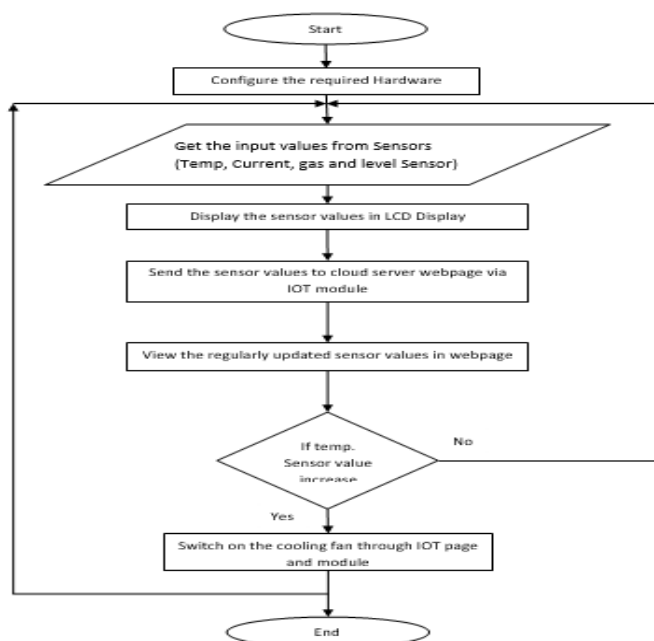 Start
Configure the required Hardware
Get the input values from Sensors
(Temp, Current, gas and level Sensor)
Display the sensor values in LCD Display
Send the sensor values to cloud server webpage via
IOT module
View the regularly updated sensor values in webpage
If temp.
Sensor value
increase
No
Yes
Switch on the cooling fan through IOT page
and module
End